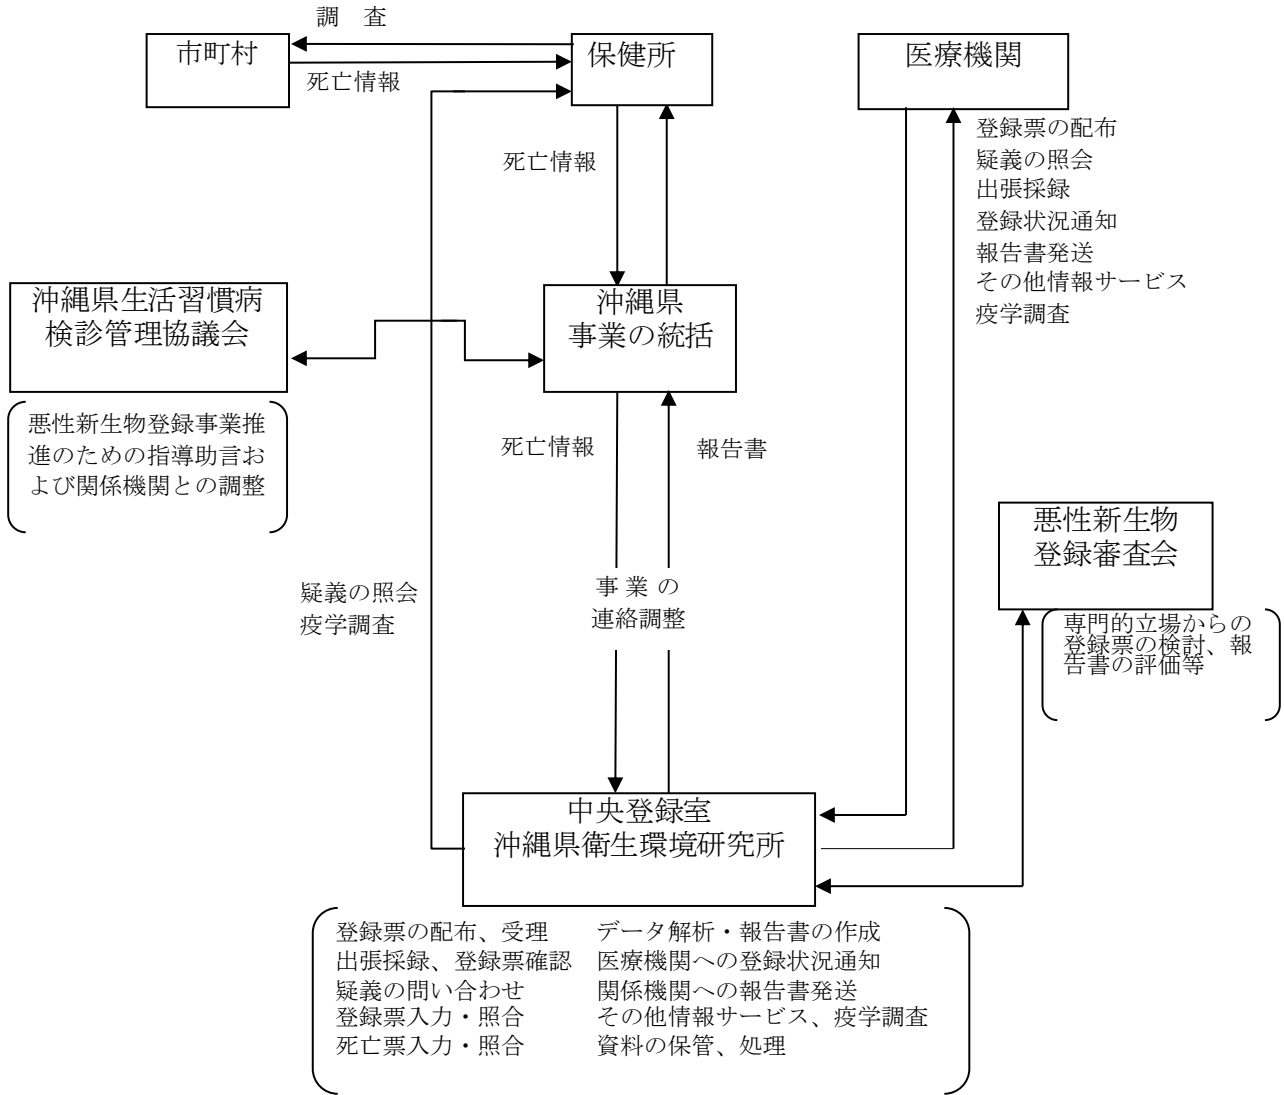 調　査
市町村
保健所
医療機関
死亡情報
登録票の配布
疑義の照会
出張採録
登録状況通知
報告書発送
その他情報サービス
疫学調査
死亡情報
沖縄県生活習慣病
検診管理協議会
沖縄県
事業の統括
悪性新生物登録事業推
進のための指導助言お
よび関係機関との調整
死亡情報
報告書
悪性新生物
登録審査会
専門的立場からの
登録票の検討、報
告書の評価等
疑義の照会
疫学調査
事 業 の
連絡調整
中央登録室
沖縄県衛生環境研究所
登録票の配布、受理
出張採録、登録票確認
疑義の問い合わせ
登録票入力・照合
死亡票入力・照合
データ解析・報告書の作成
医療機関への登録状況通知
関係機関への報告書発送
その他情報サービス、疫学調査
資料の保管、処理